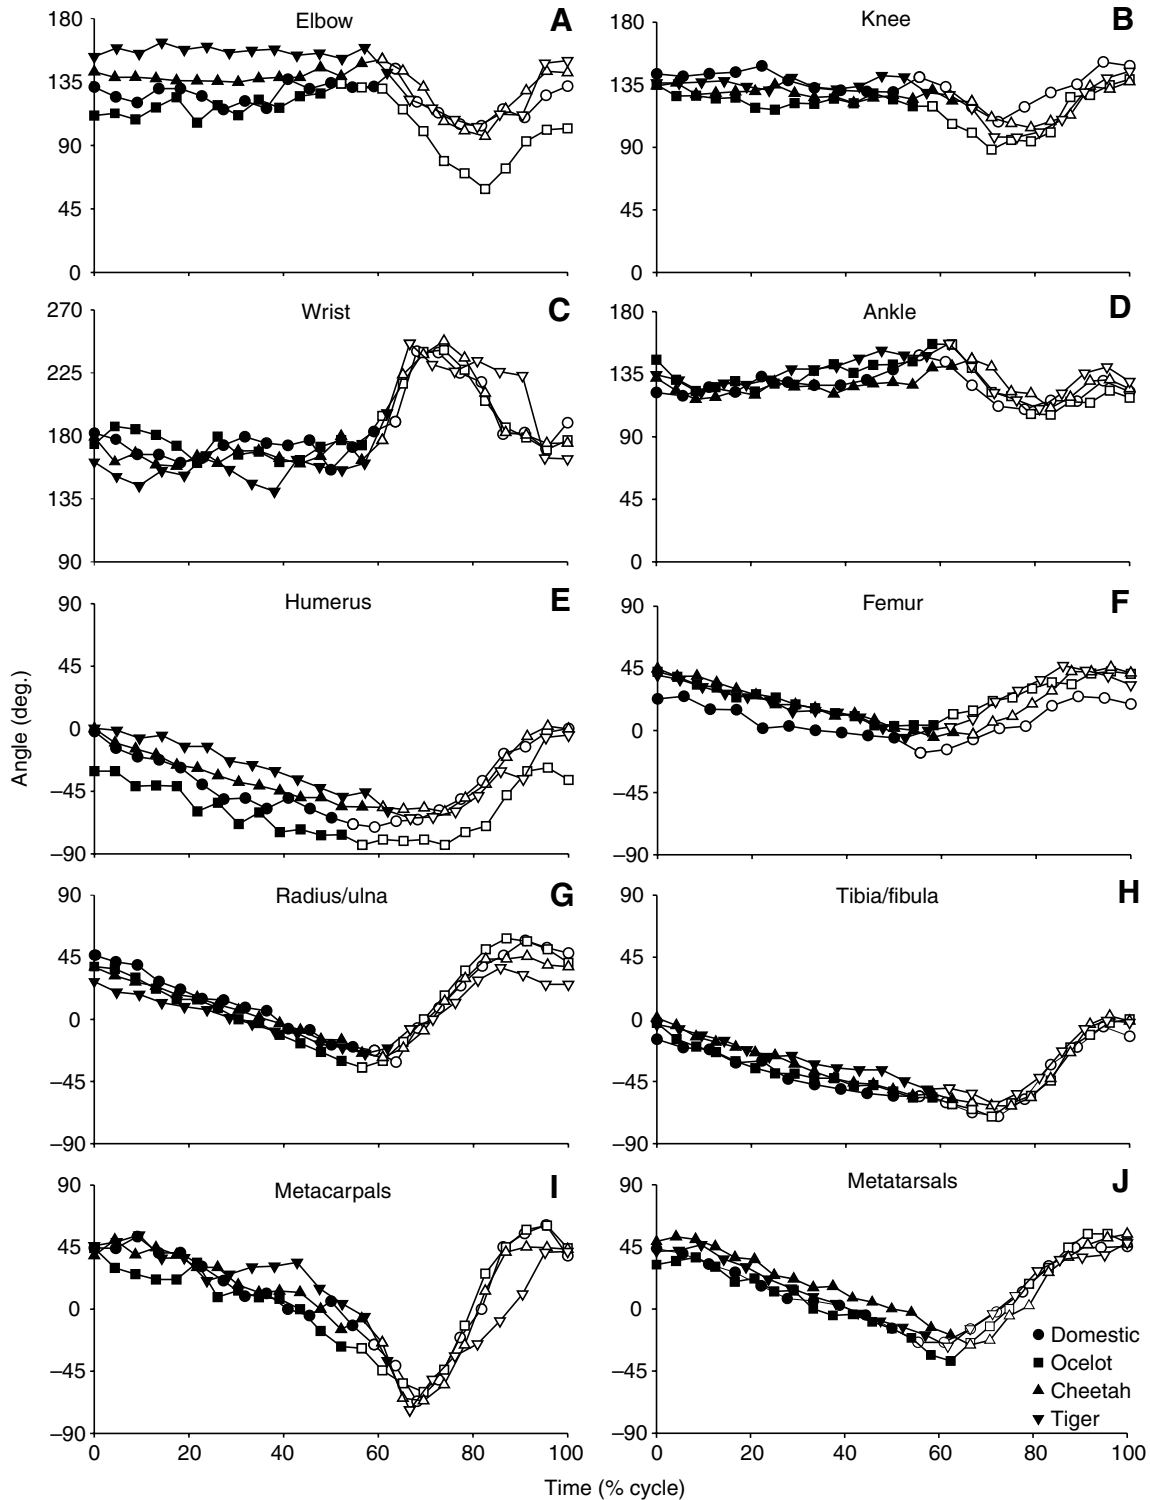 Elbow A
180
135
90
45
0
Knee B
180
135
90
45
0
Wrist C
270
225
180
135
90
Ankle D
180
135
90
45
0
Humerus E
90
45
0
–45
–90
Femur F
90
45
0
–45
–90
Angle (deg.)
Radius/ulna G
90
45
0
–45
–90
Tibia/fibula H
90
45
0
–45
–90
Metacarpals I
90
45
0
–45
–90
0 20 40 60 80 100
Metatarsals J
90
45
0
–45
–90
Domestic
Ocelot
Cheetah
Tiger
0 20 40 60 80 100
Time (% cycle)